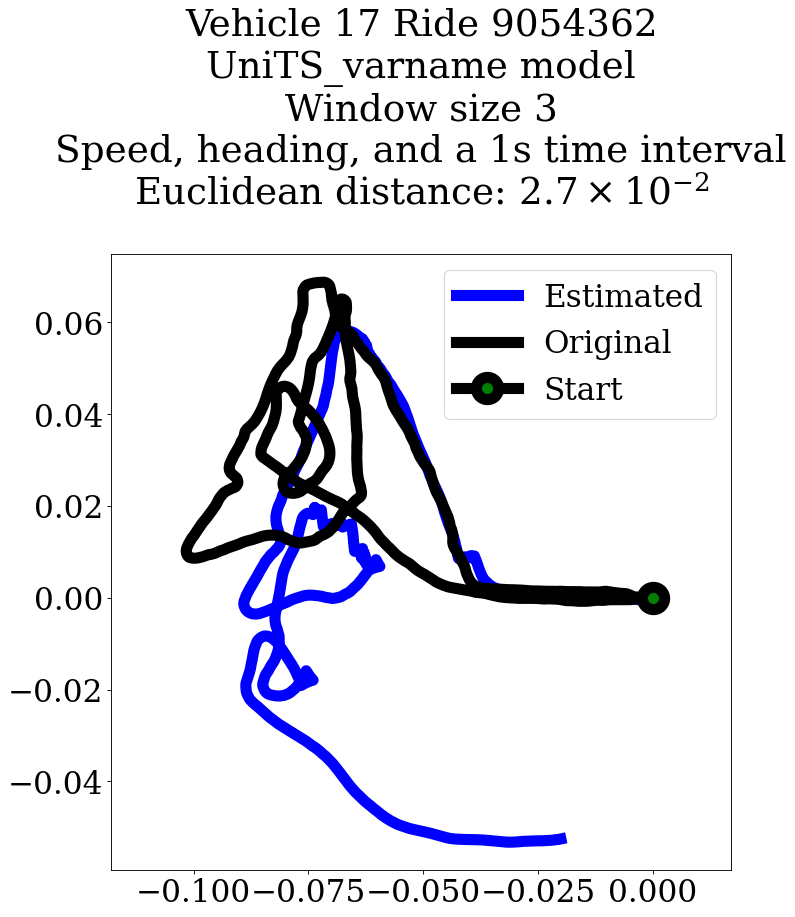 Vehicle 17 Ride 9054362
UniTS_varname model
Window size 3
Speed, heading, and a 1s time interval
Euclidean distance: 2.7 × 10⁻²
Estimated
Original
Start
0.06
0.04
0.02
0.00
−0.02
−0.04
−0.100 −0.075 −0.050 −0.025 0.000